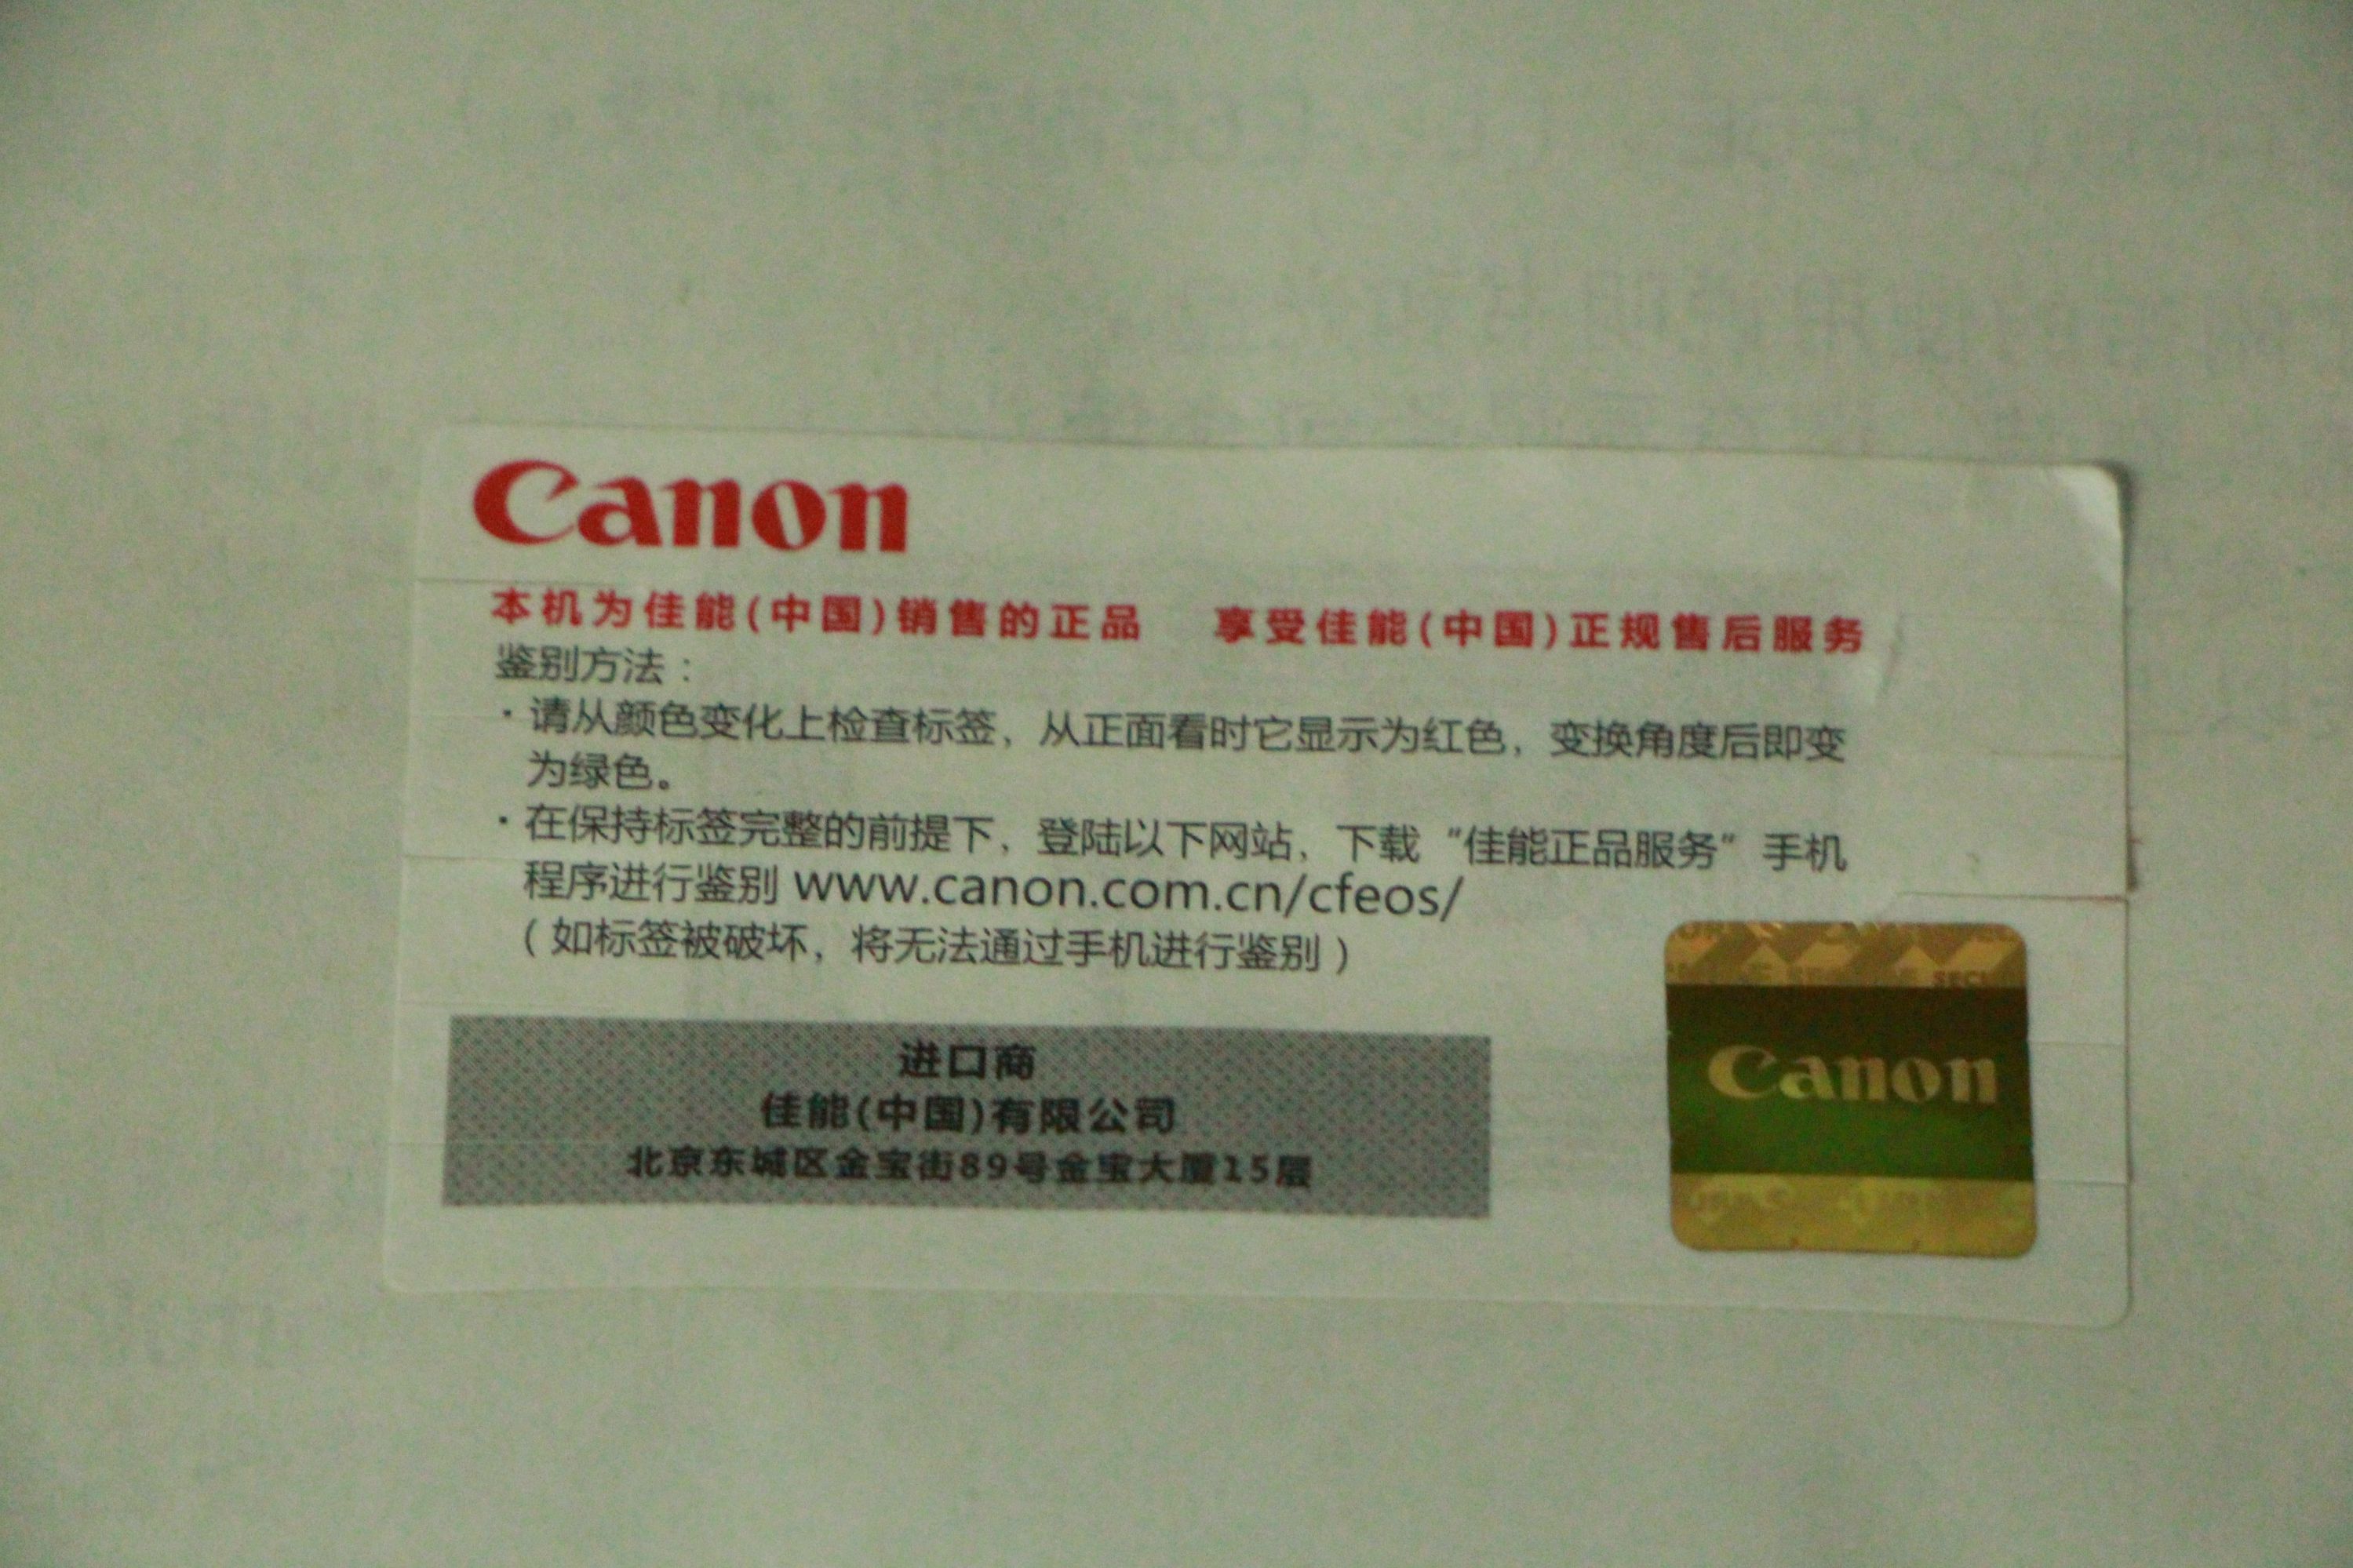 Canon
本机为佳能(中国)销售的正品 享受佳能(中国)正规售后服务
鉴别方法：
·请从颜色变化上检查标签，从正面看时它显示为红色，变换角度后即变
为绿色。
·在保持标签完整的前提下，登陆以下网站，下载“佳能正品服务”手机
程序进行鉴别 www.canon.com.cn/cfeos/
（如标签被破坏，将无法通过手机进行鉴别）
进口商
佳能(中国)有限公司
北京东城区金宝街89号金宝大厦15层
Canon